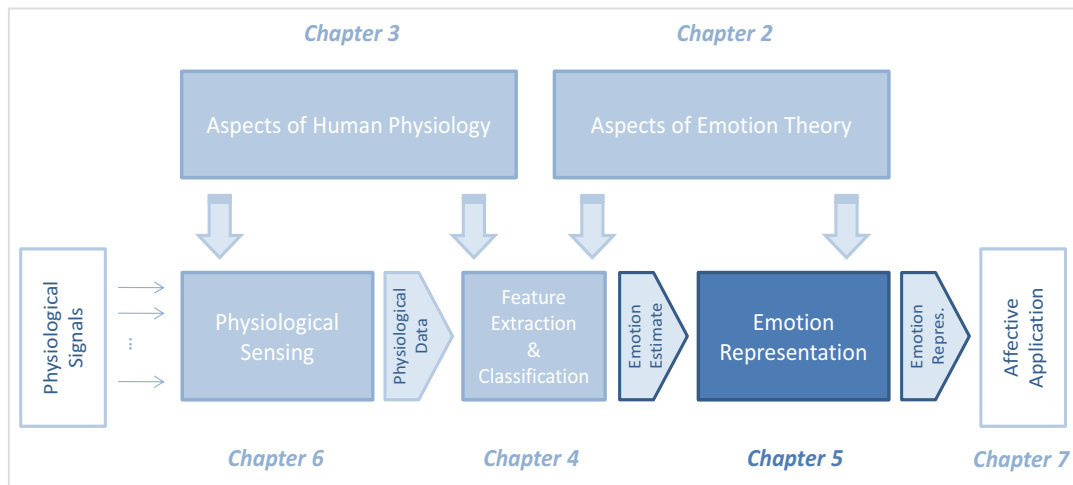 Chapter 3
Chapter 2
Aspects of Human Physiology
Aspects of Emotion Theory
Physiological
Signals
...
Physiological
Sensing
Physiological
Data
Feature
Extraction
&
Classification
Emotion
Estimate
Emotion
Representation
Emotion
Repres.
Affective
Application
Chapter 6
Chapter 4
Chapter 5
Chapter 7